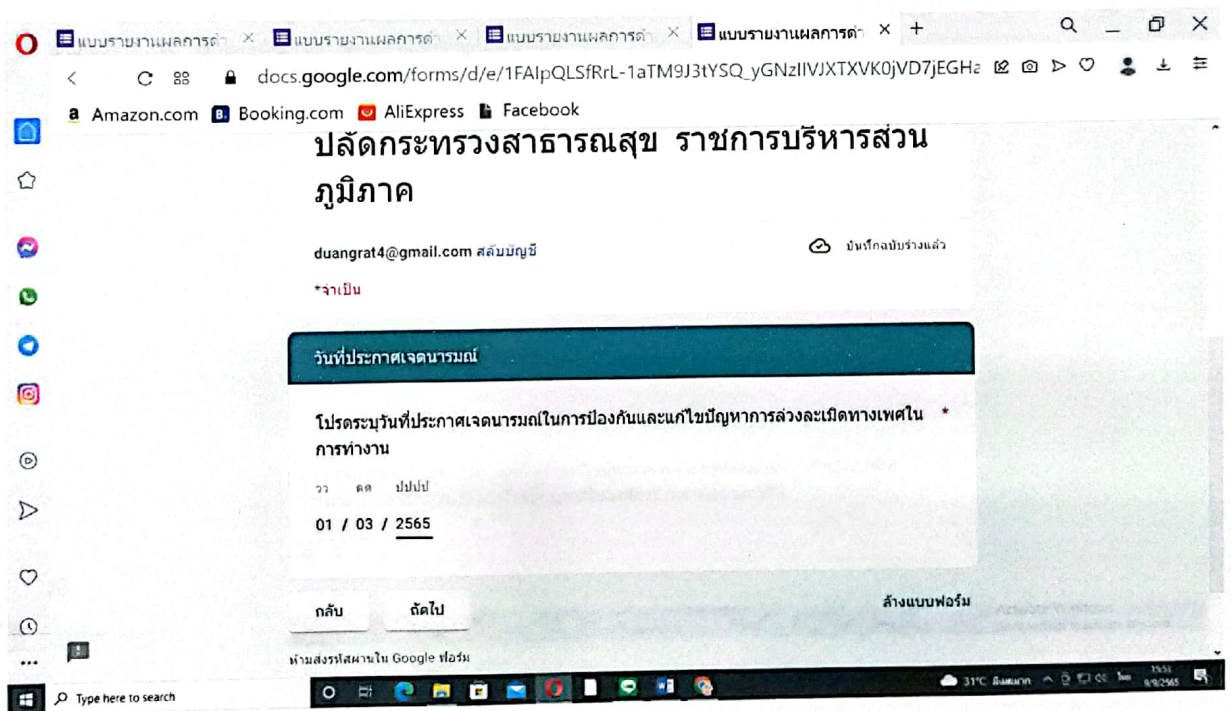 แบบรายงานผลการดำ
แบบรายงานผลการดำ
แบบรายงานผลการดำ
แบบรายงานผลการดำ
docs.google.com/forms/d/e/
a Amazon.com B. Booking.com AliExpress Facebook
ปลัดกระทรวงสาธารณสุข ราชการบริหารส่วน
ภูมิภาค
duangrat4@gmail.com สลับบัญชี
บันทึกฉบับร่างแล้ว
*จำเป็น
วันที่ประกาศเจตนารมณ์
โปรดระบุวันที่ประกาศเจตนารมณ์ในการป้องกันและแก้ไขปัญหาการล่วงละเมิดทางเพศใน *
การทำงาน
วว ดด ปปปป
01 / 03 / 2565
กลับ ถัดไป ล้างแบบฟอร์ม
ห้ามส่งรหัสผ่านใน Google ฟอร์ม
Type here to search
31°C มีเมฆมาก
ไทย
9/9/2565